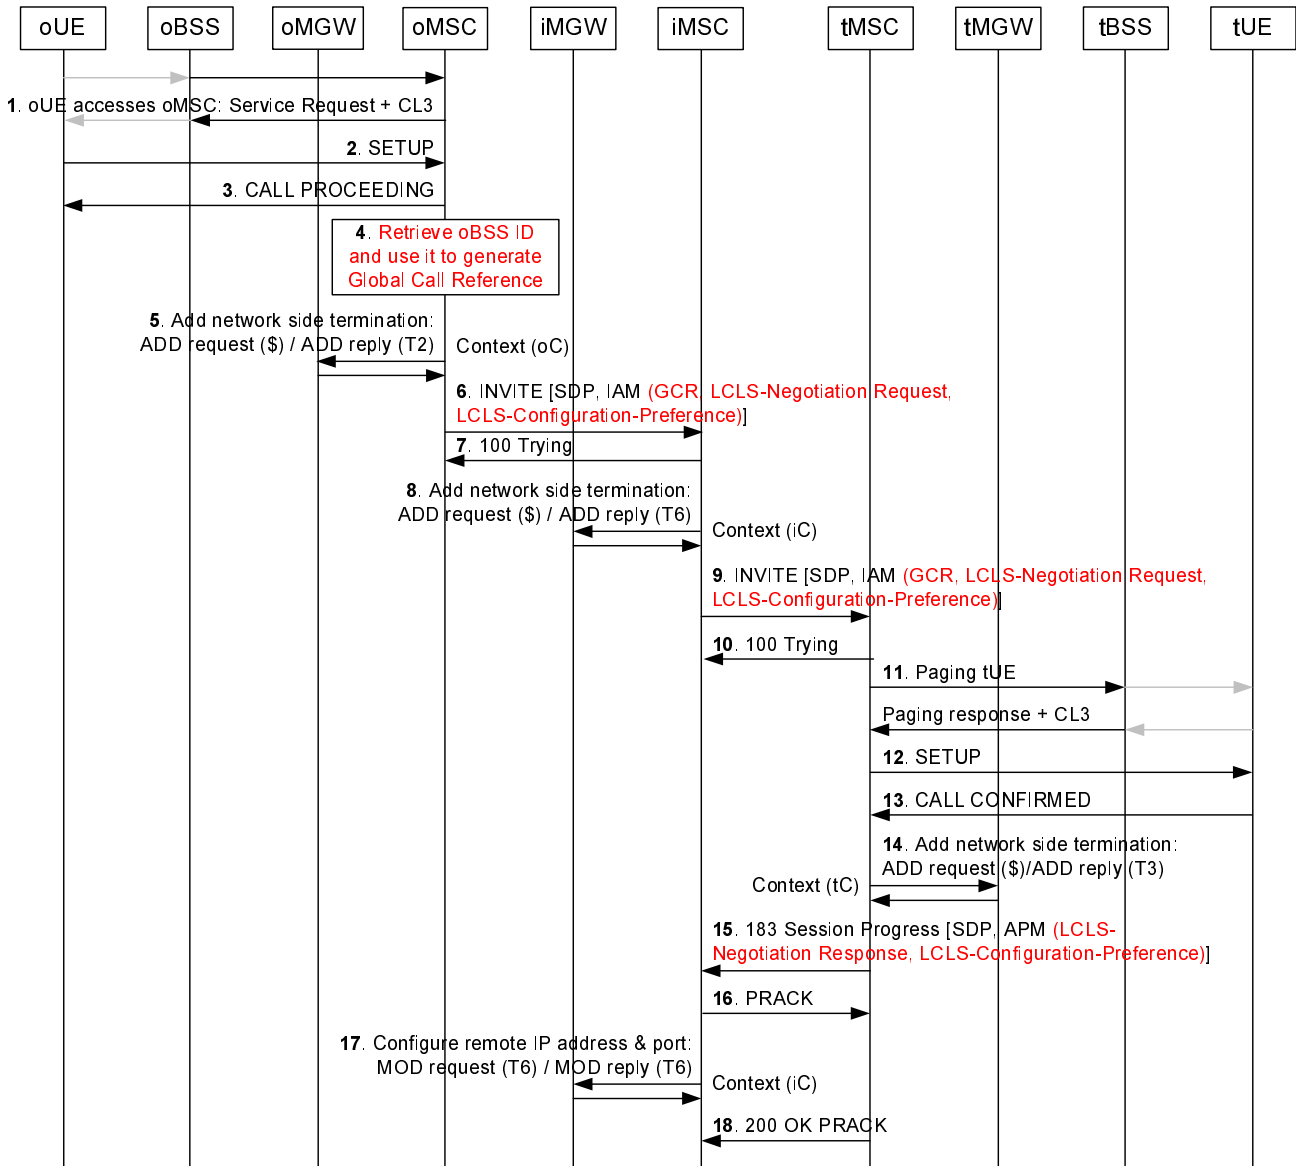 oUE oBSS oMGW oMSC iMGW iMSC tMSC tMGW tBSS tUE
1. oUE accesses oMSC: Service Request + CL3
2. SETUP
3. CALL PROCEEDING
4. Retrieve oBSS ID
and use it to generate
Global Call Reference
5. Add network side termination:
ADD request ($) / ADD reply (T2)
Context (oC)
6. INVITE [SDP, IAM (GCR, LCLS-Negotiation Request,
LCLS-Configuration-Preference)]
7. 100 Trying
8. Add network side termination:
ADD request ($) / ADD reply (T6)
Context (iC)
9. INVITE [SDP, IAM (GCR, LCLS-Negotiation Request,
LCLS-Configuration-Preference)]
10. 100 Trying
11. Paging tUE
Paging response + CL3
12. SETUP
13. CALL CONFIRMED
14. Add network side termination:
ADD request ($)/ADD reply (T3)
Context (tC)
15. 183 Session Progress [SDP, APM (LCLS-
Negotiation Response, LCLS-Configuration-Preference)]
16. PRACK
17. Configure remote IP address & port:
MOD request (T6) / MOD reply (T6)
Context (iC)
18. 200 OK PRACK